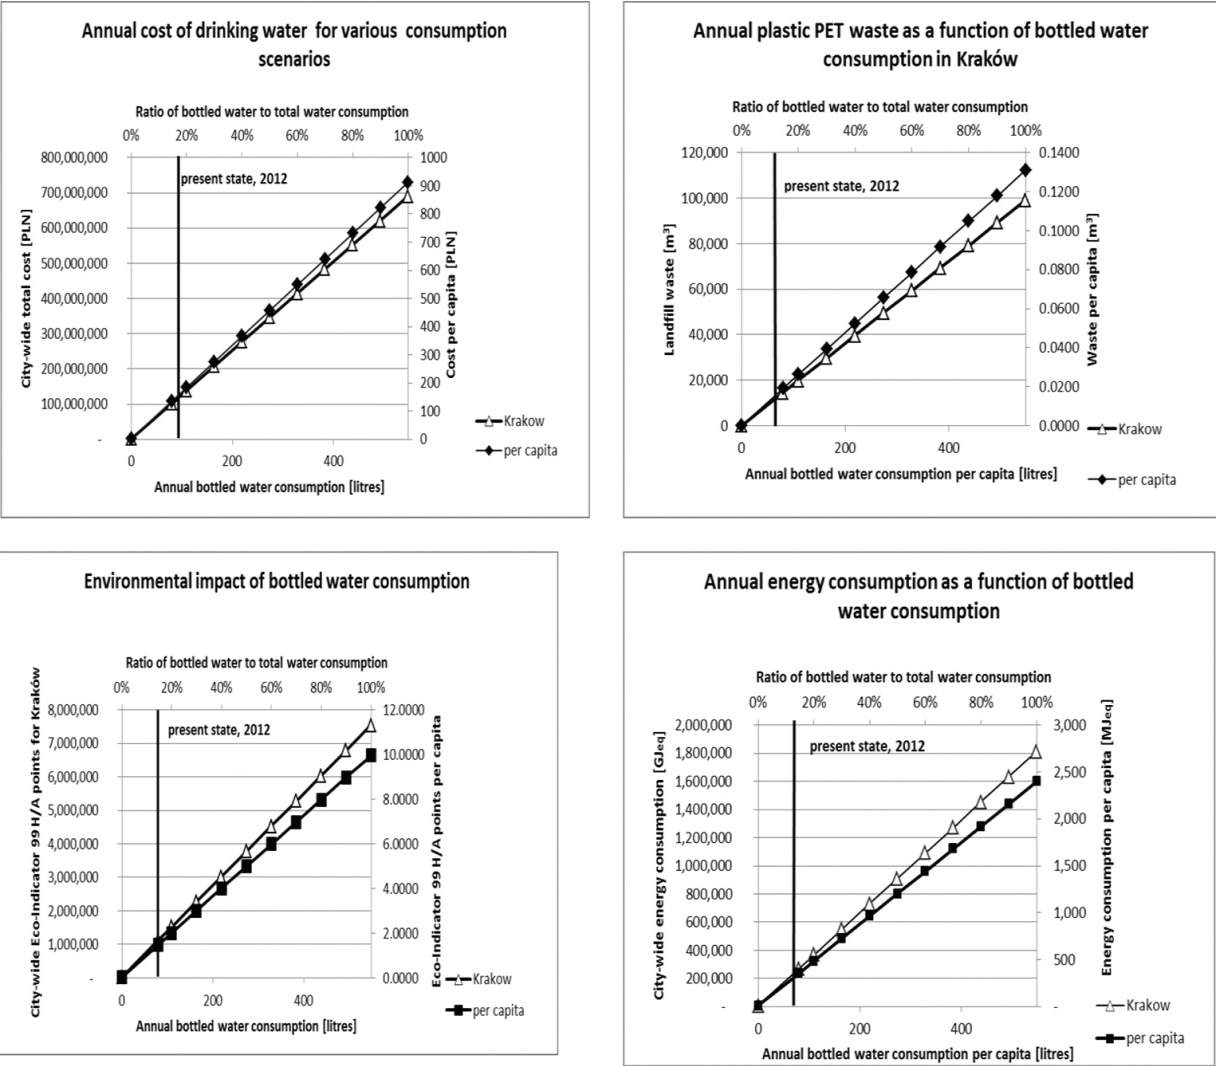 Annual cost of drinking water for various consumption
scenarios
Ratio of bottled water to total water consumption
0% 20% 40% 60% 80% 100%
800,000,000
700,000,000
600,000,000
500,000,000
400,000,000
300,000,000
200,000,000
100,000,000
-
City-wide total cost [PLN]
present state, 2012
1000
900
800
700
600
500
400
300
200
100
0
Cost per capita [PLN]
0 200 400
Annual bottled water consumption [litres]
Krakow
per capita
Annual plastic PET waste as a function of bottled water
consumption in Kraków
Ratio of bottled water to total water consumption
0% 20% 40% 60% 80% 100%
120,000
100,000
80,000
60,000
40,000
20,000
0
Landfill waste [m³]
present state, 2012
0.1400
0.1200
0.1000
0.0800
0.0600
0.0400
0.0200
0.0000
Waste per capita [m³]
0 200 400
Annual bottled water consumption per capita [litres]
Krakow
per capita
Environmental impact of bottled water consumption
Ratio of bottled water to total water consumption
0% 20% 40% 60% 80% 100%
8,000,000
7,000,000
6,000,000
5,000,000
4,000,000
3,000,000
2,000,000
1,000,000
-
City-wide Eco-Indicator 99 H/A points for Kraków
present state, 2012
12.0000
10.0000
8.0000
6.0000
4.0000
2.0000
0.0000
Eco-Indicator 99 H/A points per capita
0 200 400
Annual bottled water consumption [litres]
Krakow
per capita
Annual energy consumption as a function of bottled
water consumption
Ratio of bottled water to total water consumption
0% 20% 40% 60% 80% 100%
2,000,000
1,800,000
1,600,000
1,400,000
1,200,000
1,000,000
800,000
600,000
400,000
200,000
-
City-wide energy consumption [GJeq]
present state, 2012
3,000
2,500
2,000
1,500
1,000
500
-
Energy consumption per capita [MJeq]
0 200 400
Annual bottled water consumption per capita [litres]
Krakow
per capita